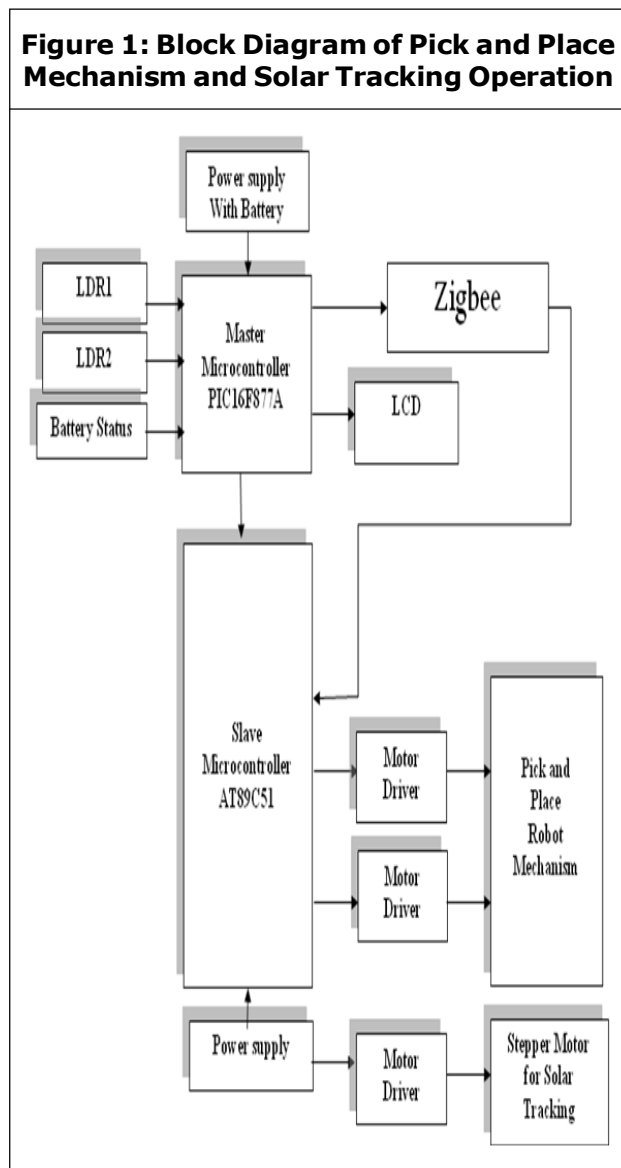 Figure 1: Block Diagram of Pick and Place
Mechanism and Solar Tracking Operation
Power supply
With Battery
LDR1
LDR2
Battery Status
Master
Microcontroller
PIC16F877A
Zigbee
LCD
Slave
Microcontroller
AT89C51
Motor
Driver
Motor
Driver
Pick and
Place
Robot
Mechanism
Power supply
Motor
Driver
Stepper Motor
for Solar
Tracking